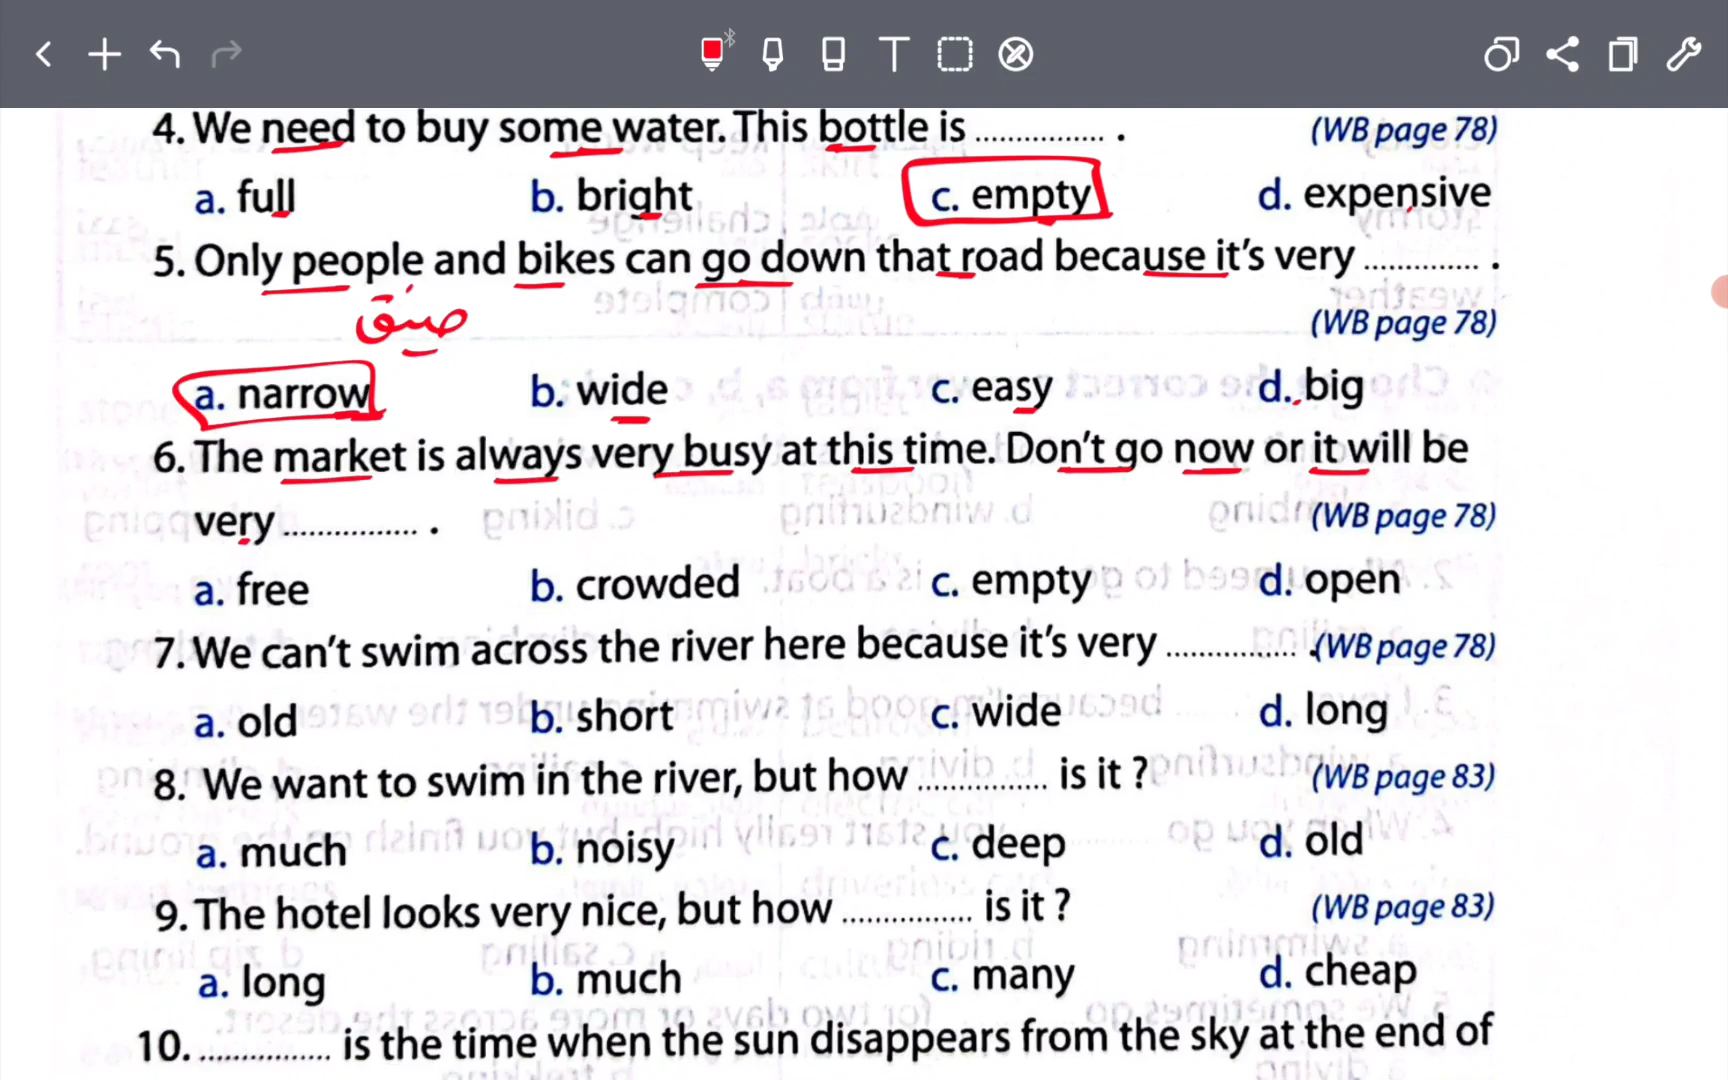 4. We need to buy some water. This bottle is ............... . (WB page 78)
a. full b. bright c. empty d. expensive
5. Only people and bikes can go down that road because it's very .............. .
ضيق
(WB page 78)
a. narrow b. wide c. easy d. big
6. The market is always very busy at this time. Don't go now or it will be
very ................ . (WB page 78)
a. free b. crowded c. empty d. open
7. We can't swim across the river here because it's very ............... . (WB page 78)
a. old b. short c. wide d. long
8. We want to swim in the river, but how ............... is it ? (WB page 83)
a. much b. noisy c. deep d. old
9. The hotel looks very nice, but how ............... is it ? (WB page 83)
a. long b. much c. many d. cheap
10. ............... is the time when the sun disappears from the sky at the end of